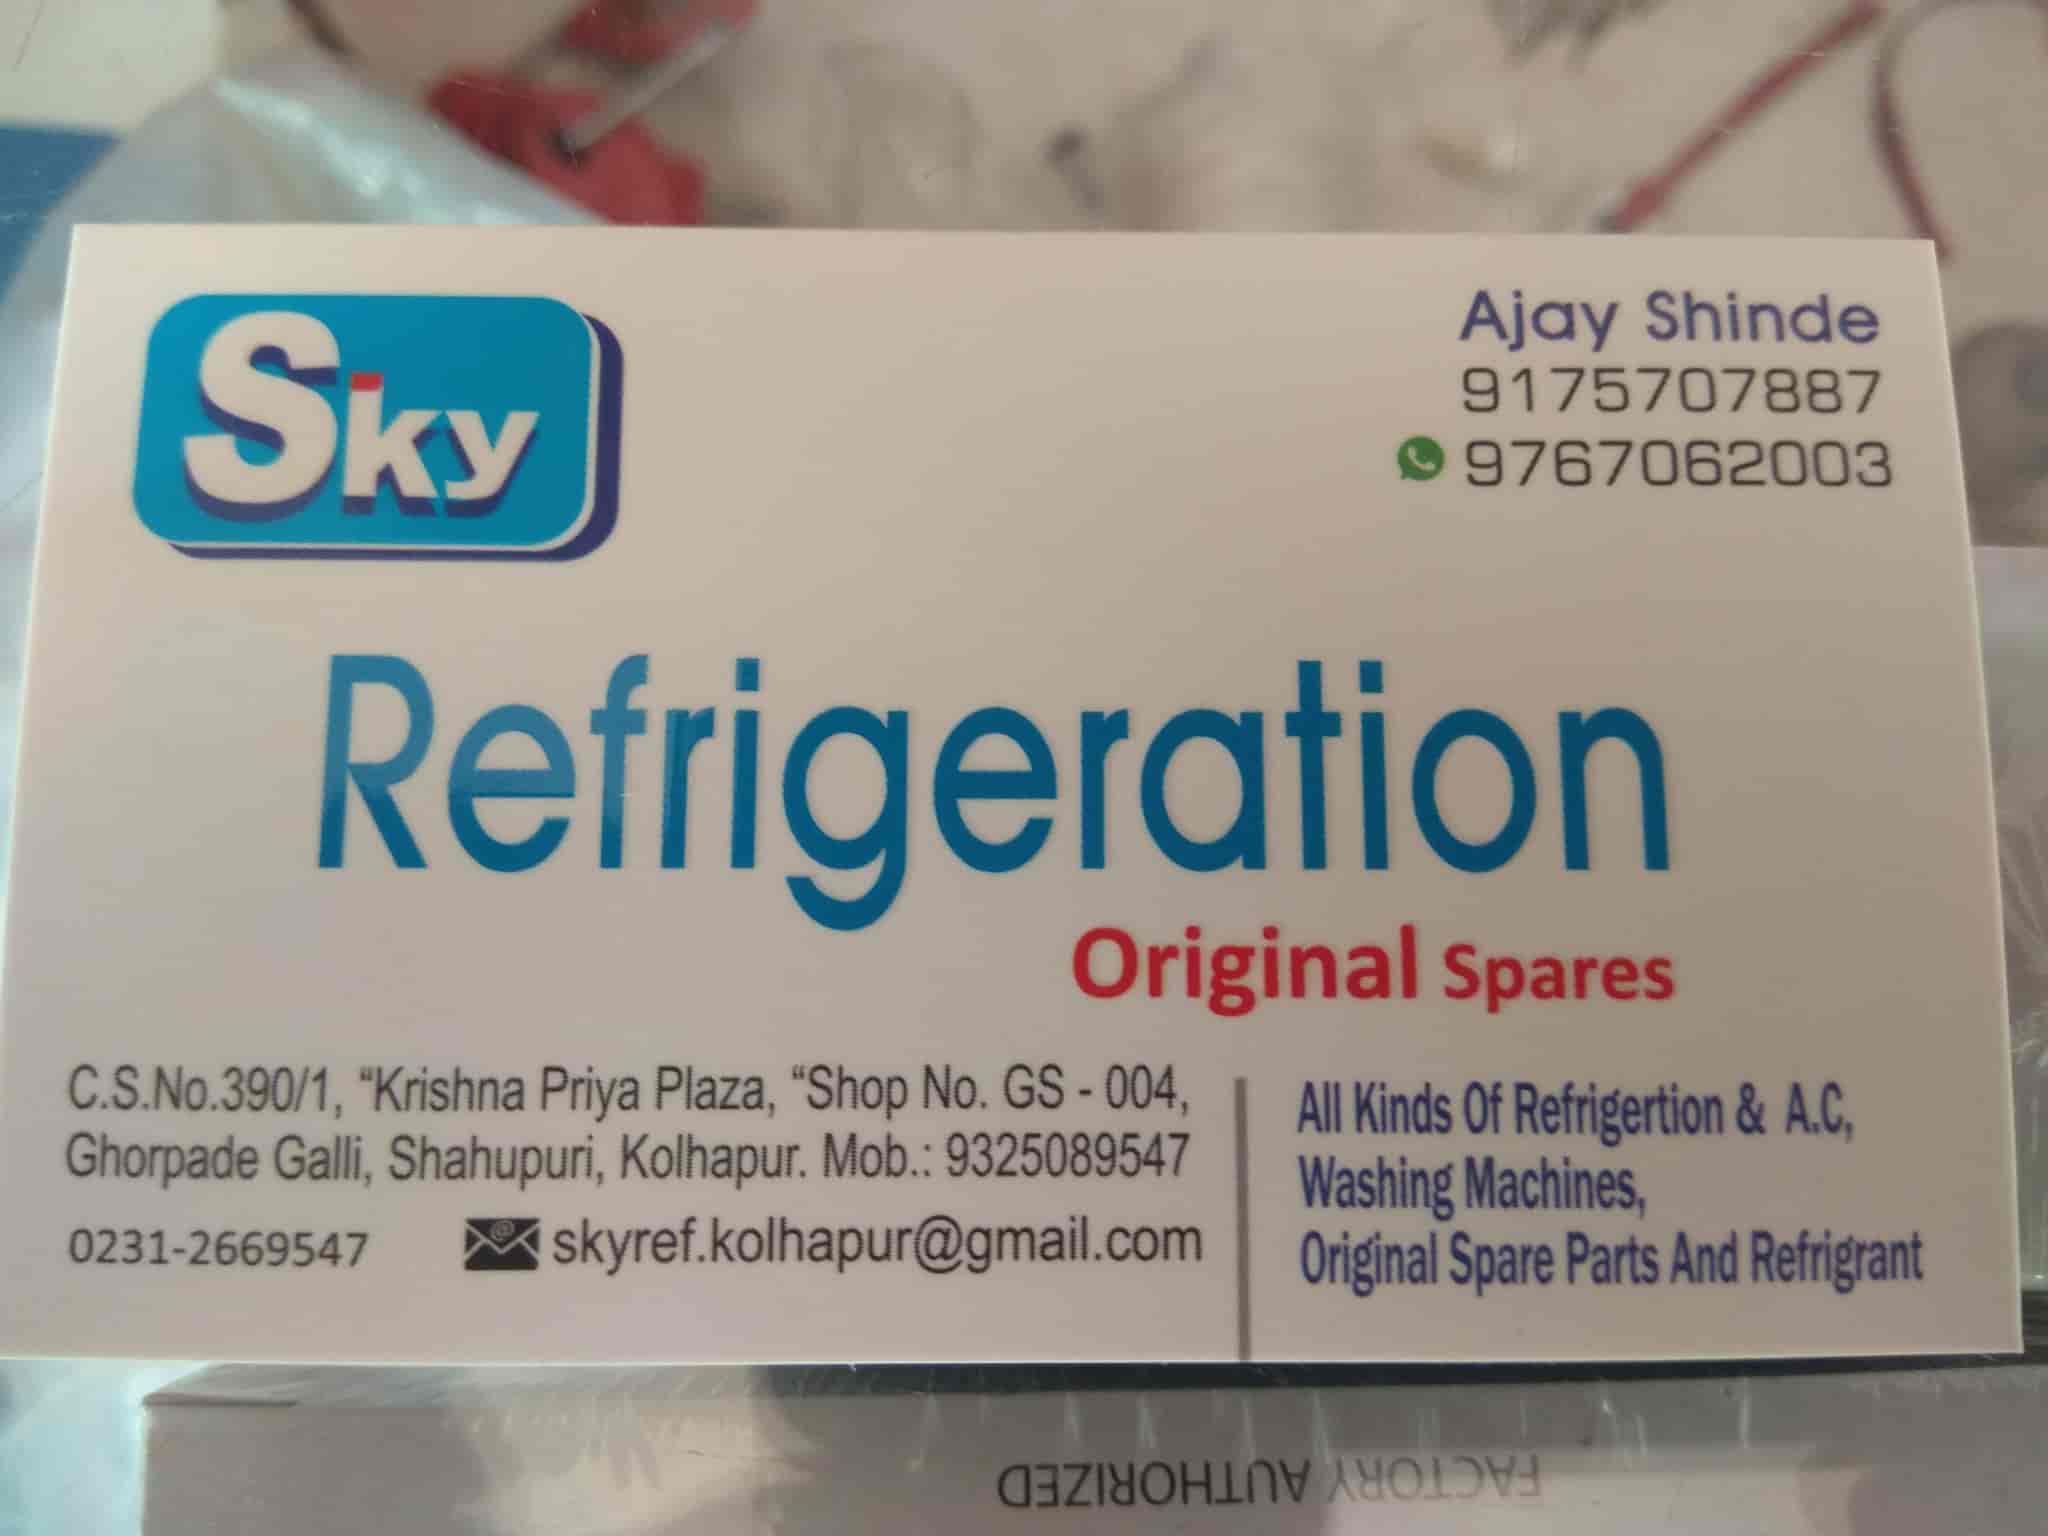 Sky
Ajay Shinde
9175707887
9767062003
Refrigeration
Original Spares
C.S.No.390/1, “Krishna Priya Plaza, “Shop No. GS - 004,
Ghorpade Galli, Shahupuri, Kolhapur. Mob.: 9325089547
0231-2669547 skyref.kolhapur@gmail.com
All Kinds Of Refrigertion & A.C,
Washing Machines,
Original Spare Parts And Refrigrant
FACTORY AUTHORIZED